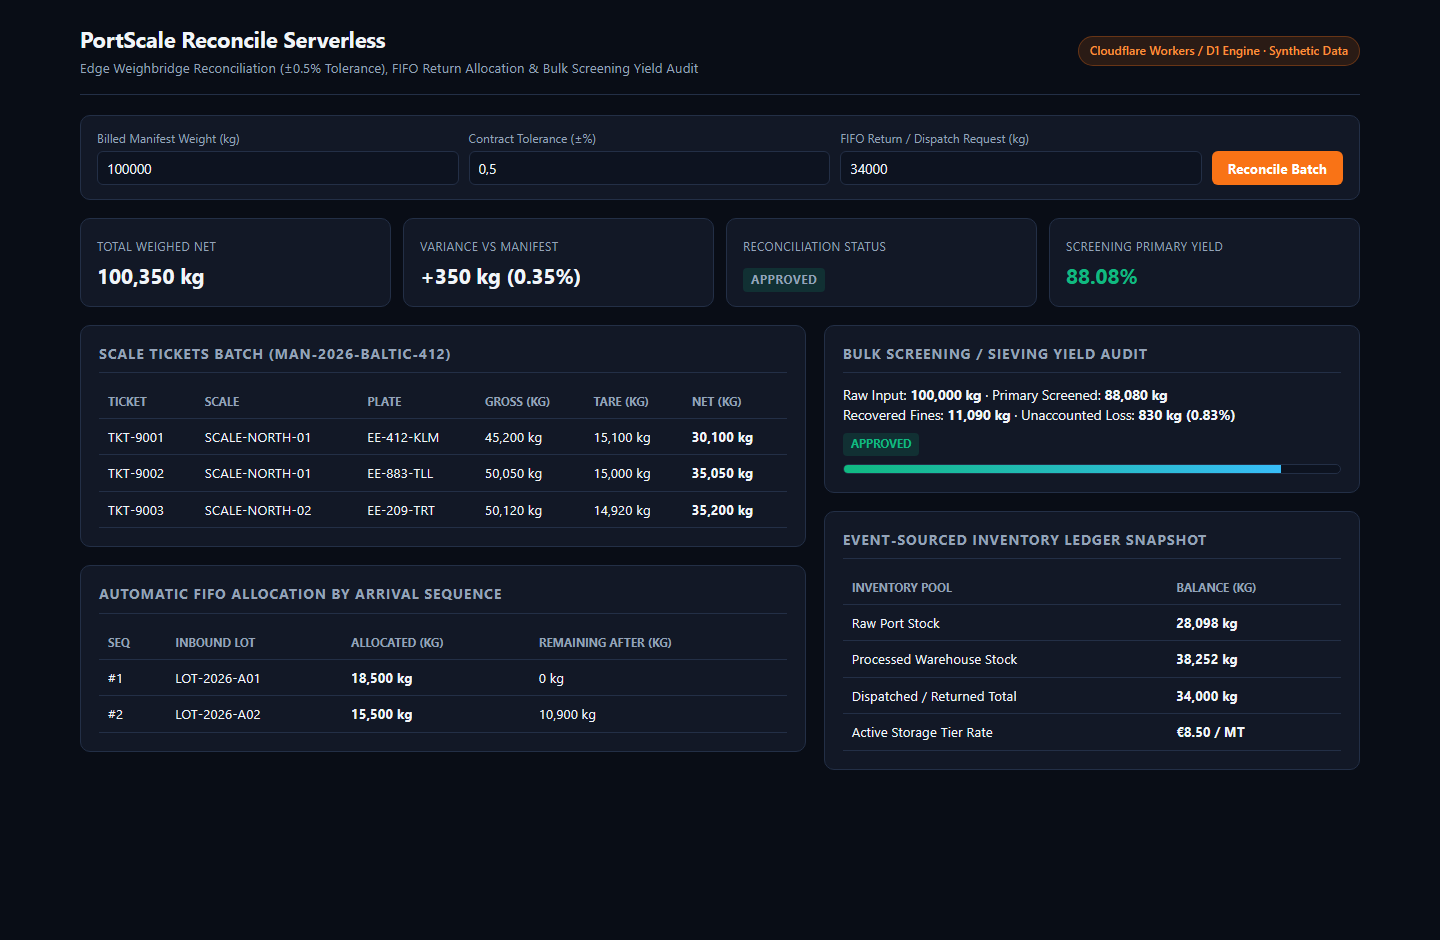 PortScale Reconcile Serverless
Edge Weighbridge Reconciliation (±0.5% Tolerance), FIFO Return Allocation & Bulk Screening Yield Audit
Cloudflare Workers / D1 Engine · Synthetic Data
Billed Manifest Weight (kg)
100000
Contract Tolerance (±%)
0,5
FIFO Return / Dispatch Request (kg)
34000
Reconcile Batch
TOTAL WEIGHED NET
100,350 kg
VARIANCE VS MANIFEST
+350 kg (0.35%)
RECONCILIATION STATUS
APPROVED
SCREENING PRIMARY YIELD
88.08%
SCALE TICKETS BATCH (MAN-2026-BALTIC-412)
TICKET SCALE PLATE GROSS (KG) TARE (KG) NET (KG)
TKT-9001 SCALE-NORTH-01 EE-412-KLM 45,200 kg 15,100 kg 30,100 kg
TKT-9002 SCALE-NORTH-01 EE-883-TLL 50,050 kg 15,000 kg 35,050 kg
TKT-9003 SCALE-NORTH-02 EE-209-TRT 50,120 kg 14,920 kg 35,200 kg
AUTOMATIC FIFO ALLOCATION BY ARRIVAL SEQUENCE
SEQ INBOUND LOT ALLOCATED (KG) REMAINING AFTER (KG)
#1 LOT-2026-A01 18,500 kg 0 kg
#2 LOT-2026-A02 15,500 kg 10,900 kg
BULK SCREENING / SIEVING YIELD AUDIT
Raw Input: 100,000 kg · Primary Screened: 88,080 kg
Recovered Fines: 11,090 kg · Unaccounted Loss: 830 kg (0.83%)
APPROVED
EVENT-SOURCED INVENTORY LEDGER SNAPSHOT
INVENTORY POOL BALANCE (KG)
Raw Port Stock 28,098 kg
Processed Warehouse Stock 38,252 kg
Dispatched / Returned Total 34,000 kg
Active Storage Tier Rate €8.50 / MT